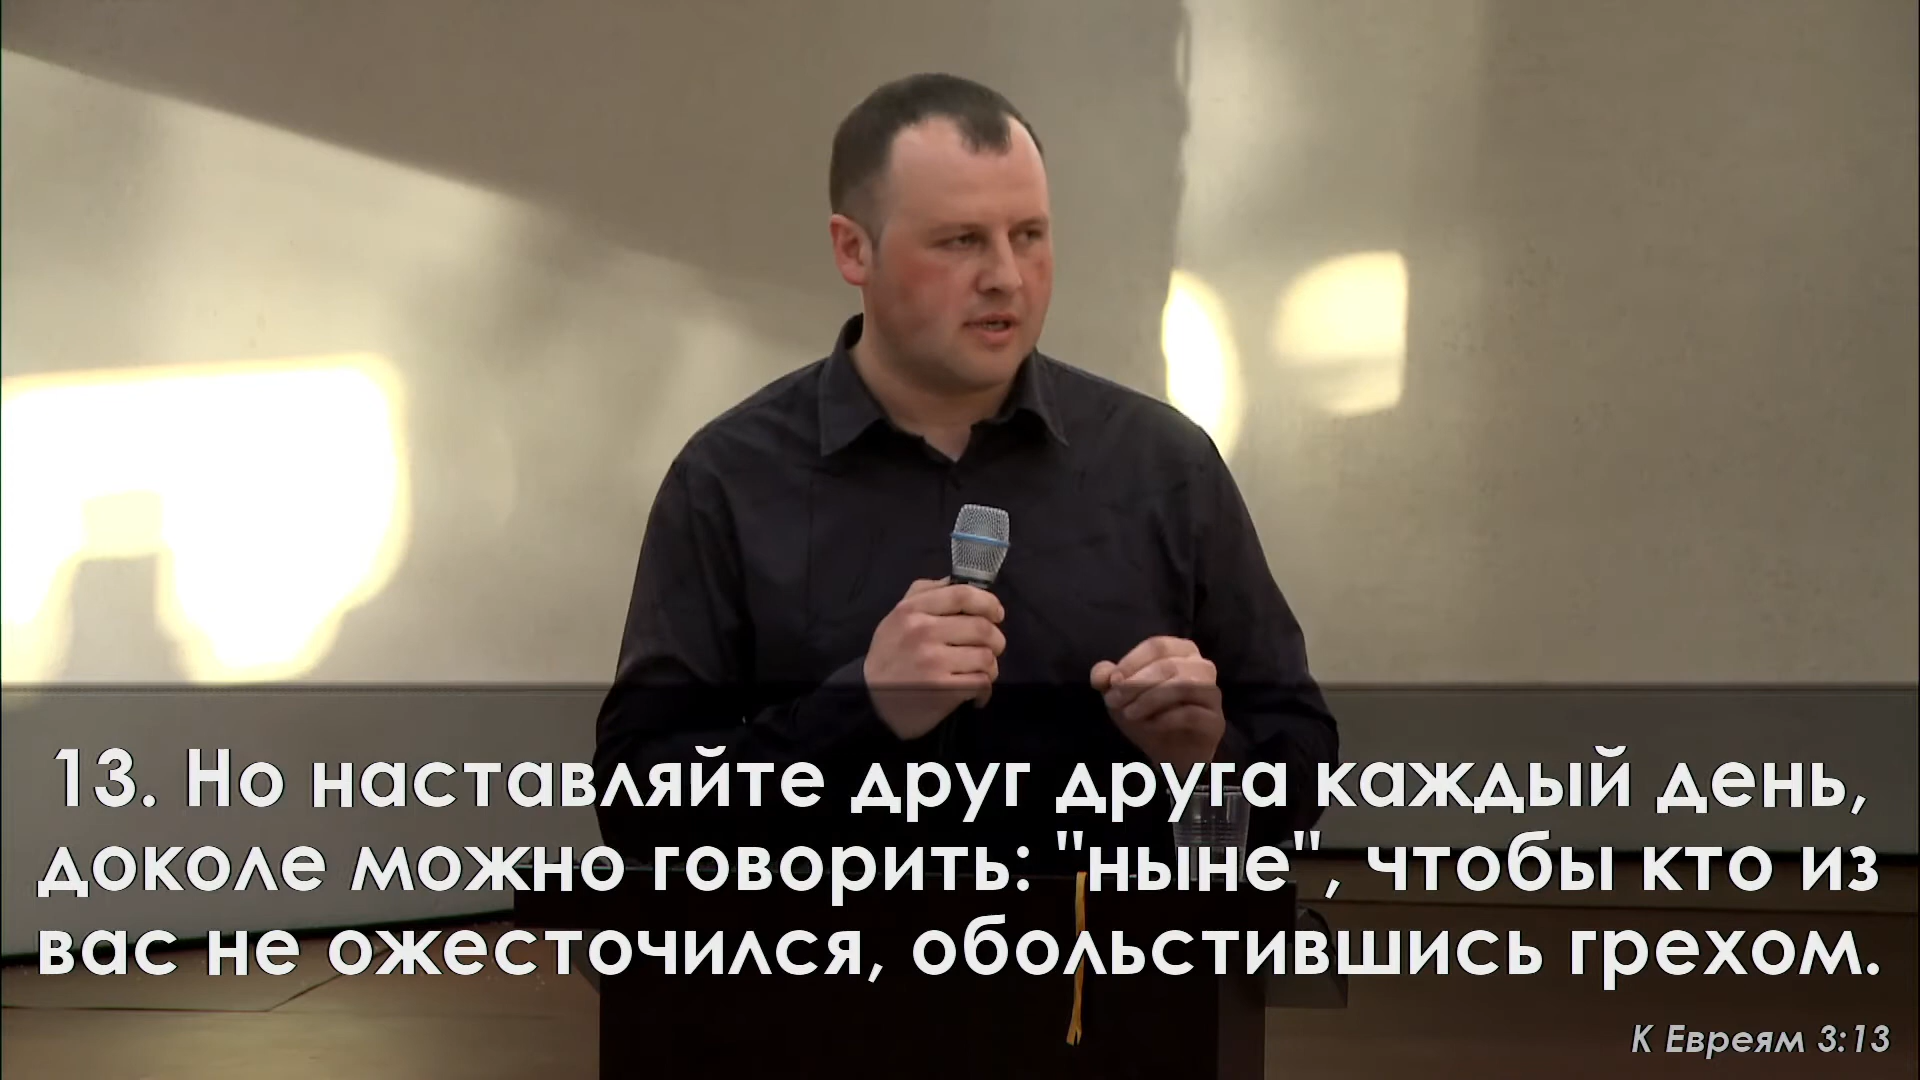 13. Но наставляйте друг друга каждый день,
доколе можно говорить: "ныне", чтобы кто из
вас не ожесточился, обольстившись грехом.
К Евреям 3:13